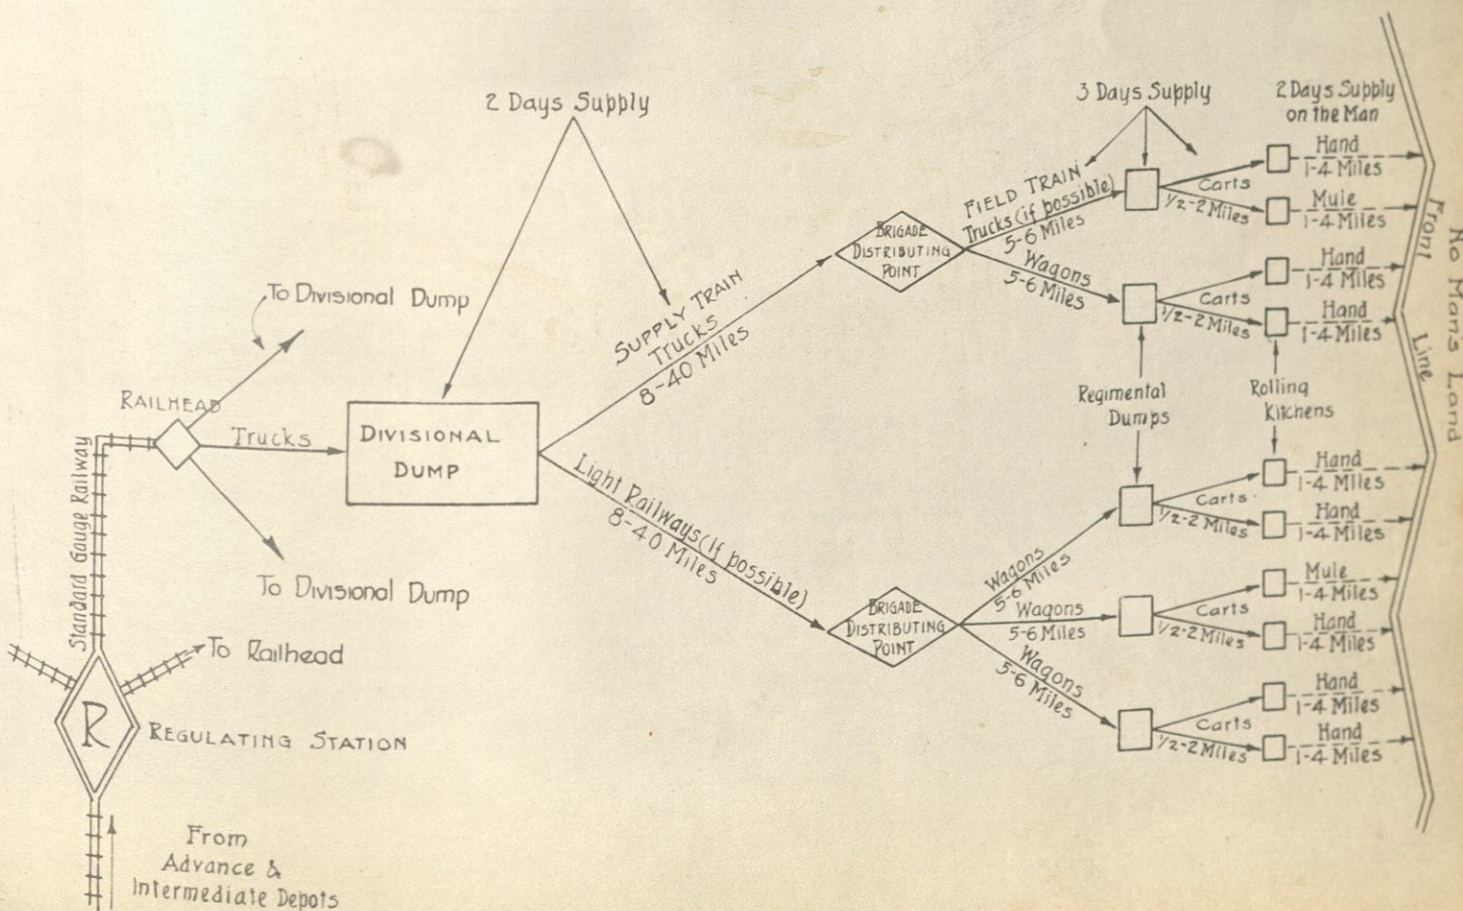 2 Days Supply
3 Days Supply
2 Days Supply
on the Man
To Divisional Dump
RAILHEAD
Trucks
DIVISIONAL
DUMP
Standard Gauge Railway
To Divisional Dump
To Railhead
R
REGULATING STATION
From
Advance &
Intermediate Depots
SUPPLY TRAIN
Trucks
8-40 Miles
Light Railways (if possible)
8-40 Miles
BRIGADE
DISTRIBUTING
POINT
FIELD TRAIN
Trucks (if possible)
5-6 Miles
Wagons
5-6 Miles
BRIGADE
DISTRIBUTING
POINT
Wagons
5-6 Miles
Wagons
5-6 Miles
Wagons
5-6 Miles
Regimental
Dumps
Rolling
Kitchens
Carts
1/2-2 Miles
Carts
1/2-2 Miles
Carts
1/2-2 Miles
Carts
1/2-2 Miles
Carts
1/2-2 Miles
Hand
1-4 Miles
Mule
1-4 Miles
Hand
1-4 Miles
Hand
1-4 Miles
Hand
1-4 Miles
Hand
1-4 Miles
Mule
1-4 Miles
Hand
1-4 Miles
Hand
1-4 Miles
Hand
1-4 Miles
Front Line
No Mans Land